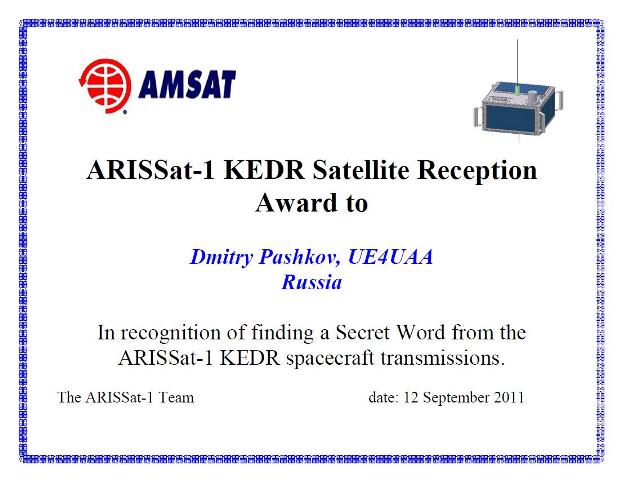 AMSAT
ARISSat-1 KEDR Satellite Reception
Award to
Dmitry Pashkov, UE4UAA
Russia
In recognition of finding a Secret Word from the
ARISSat-1 KEDR spacecraft transmissions.
The ARISSat-1 Team date: 12 September 2011